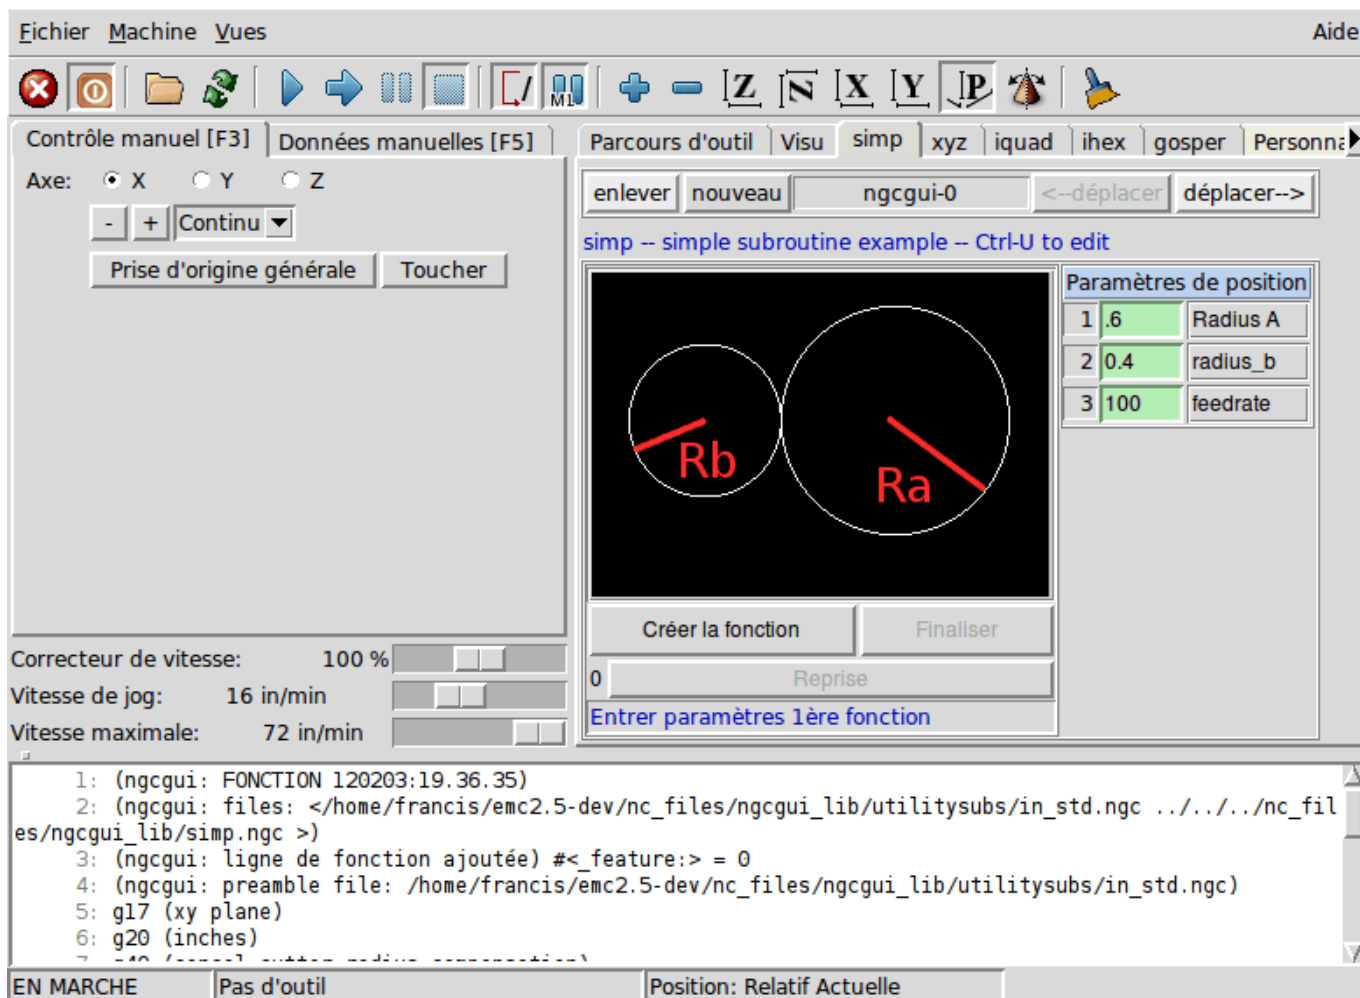 Fichier Machine Vues Aide
M1 Z N X Y P
Contrôle manuel [F3] Données manuelles [F5]
Parcours d'outil Visu simp xyz iquad ihex gosper Personna
Axe: X Y Z
enlever nouveau ngcgui-0 <--déplacer déplacer-->
- + Continu
simp -- simple subroutine example -- Ctrl-U to edit
Prise d'origine générale Toucher
Paramètres de position
1 .6 Radius A
2 0.4 radius_b
3 100 feedrate
Rb
Ra
Créer la fonction Finaliser
0 Reprise
Entrer paramètres 1ère fonction
Correcteur de vitesse: 100 %
Vitesse de jog: 16 in/min
Vitesse maximale: 72 in/min
1: (ngcgui: FONCTION 120203:19.36.35)
2: (ngcgui: files: </home/francis/emc2.5-dev/nc_files/ngcgui_lib/utilitysubs/in_std.ngc ../../../nc_fil
es/ngcgui_lib/simp.ngc >)
3: (ngcgui: ligne de fonction ajoutée) #<_feature:> = 0
4: (ngcgui: preamble file: /home/francis/emc2.5-dev/nc_files/ngcgui_lib/utilitysubs/in_std.ngc)
5: g17 (xy plane)
6: g20 (inches)
7: g40 (cancel cutter radius compensation)
EN MARCHE Pas d'outil Position: Relatif Actuelle